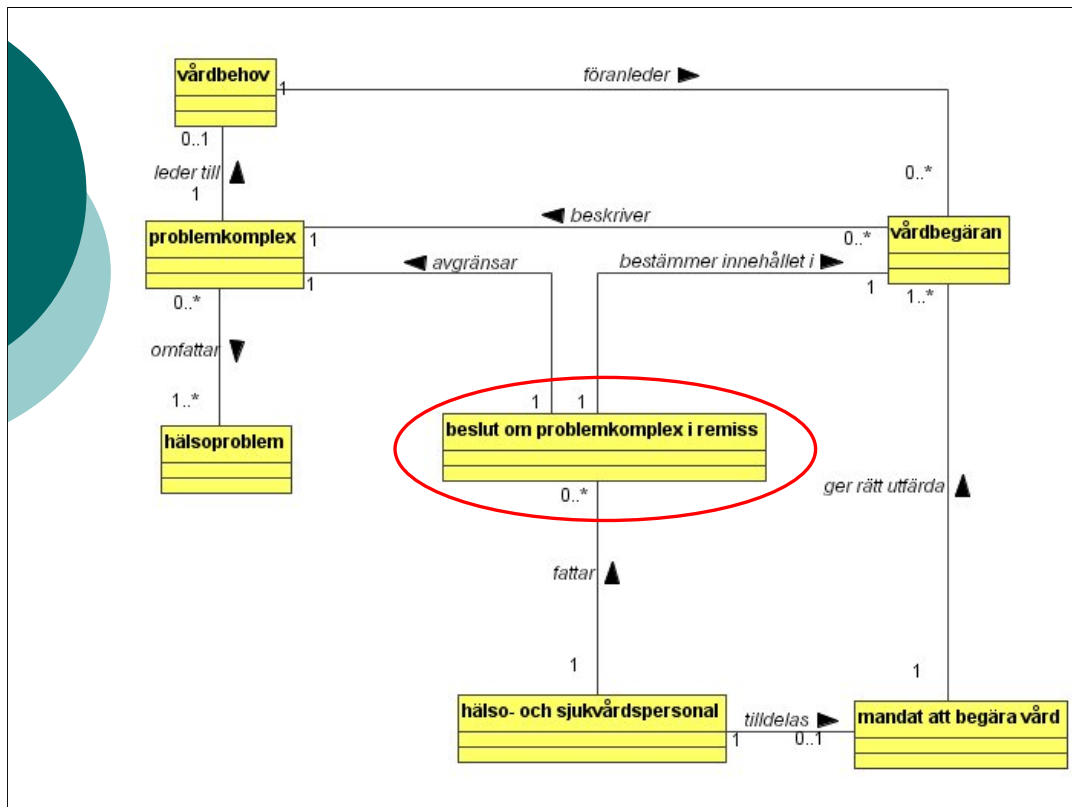 vårdbehov
1
föranleder
0..1
leder till
1
0..*
problemkomplex
1
beskriver
0..*
vårdbegäran
avgränsar
bestämmer innehållet i
1
1
0..*
1..*
omfattar
1..*
1
1
hälsoproblem
beslut om problemkomplex i remiss
0..*
ger rätt utfärda
fattar
1
1
hälso- och sjukvårdspersonal
tilldelas
1
0..1
mandat att begära vård